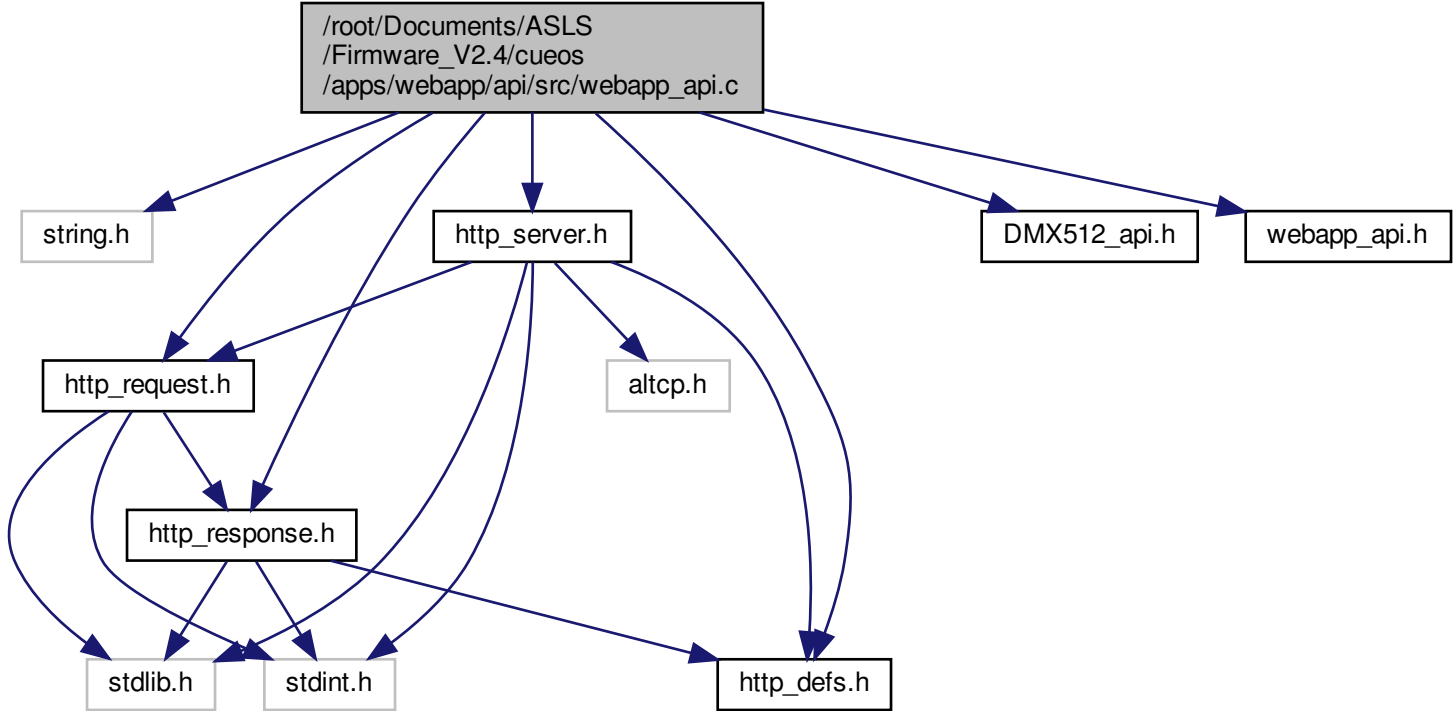 /root/Documents/ASLS
/Firmware_V2.4/cueos
/apps/webapp/api/src/webapp_api.c
string.h
http_server.h
DMX512_api.h
webapp_api.h
http_request.h
altcp.h
http_response.h
stdlib.h
stdint.h
http_defs.h